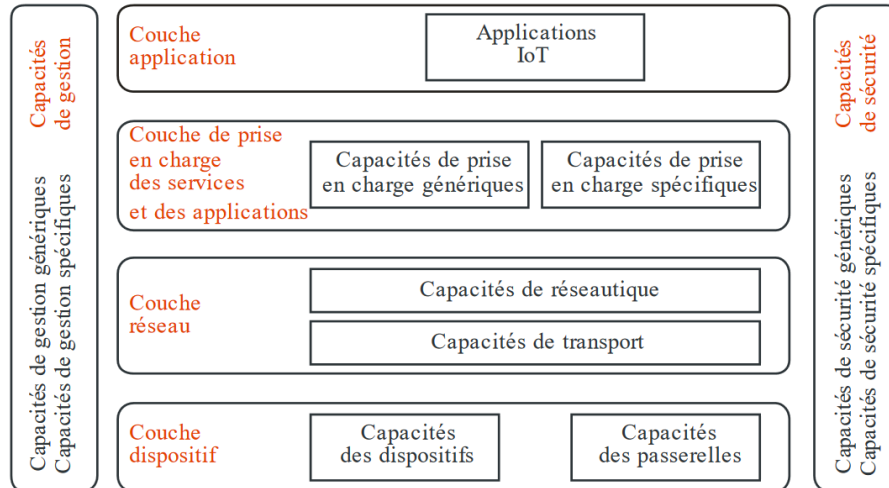 Capacités
de gestion
Capacités de gestion génériques
Capacités de gestion spécifiques
Couche
application
Applications
IoT
Couche de prise
en charge
des services
et des applications
Capacités de prise
en charge génériques
Capacités de prise
en charge spécifiques
Couche
réseau
Capacités de réseautique
Capacités de transport
Couche
dispositif
Capacités
des dispositifs
Capacités
des passerelles
Capacités
de sécurité
Capacités de sécurité génériques
Capacités de sécurité spécifiques